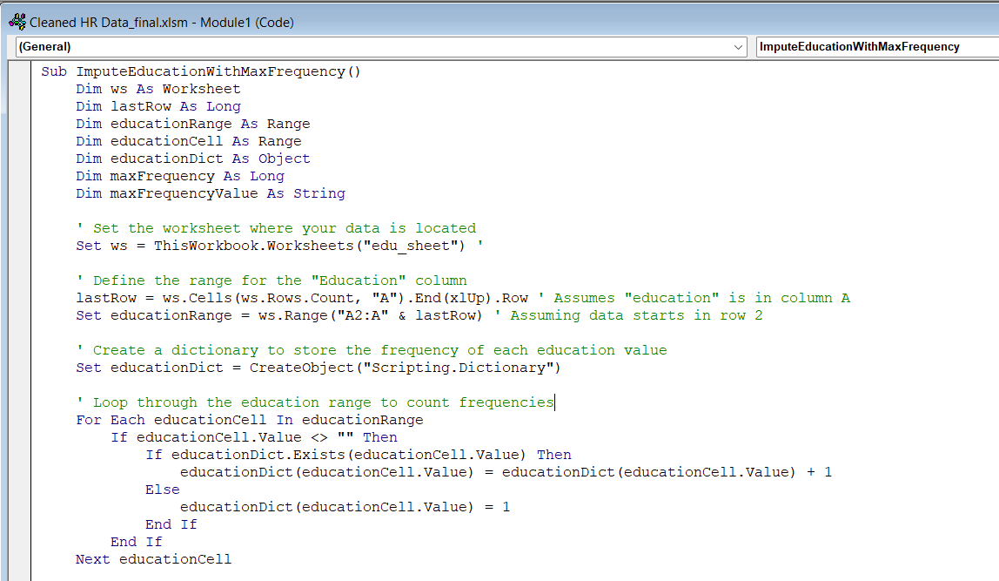 Cleaned HR Data_final.xlsm - Module1 (Code)
(General)
ImputeEducationWithMaxFrequency
Sub ImputeEducationWithMaxFrequency()
    Dim ws As Worksheet
    Dim lastRow As Long
    Dim educationRange As Range
    Dim educationCell As Range
    Dim educationDict As Object
    Dim maxFrequency As Long
    Dim maxFrequencyValue As String

    ' Set the worksheet where your data is located
    Set ws = ThisWorkbook.Worksheets("edu_sheet") '

    ' Define the range for the "Education" column
    lastRow = ws.Cells(ws.Rows.Count, "A").End(xlUp).Row ' Assumes "education" is in column A
    Set educationRange = ws.Range("A2:A" & lastRow) ' Assuming data starts in row 2

    ' Create a dictionary to store the frequency of each education value
    Set educationDict = CreateObject("Scripting.Dictionary")

    ' Loop through the education range to count frequencies
    For Each educationCell In educationRange
        If educationCell.Value <> "" Then
            If educationDict.Exists(educationCell.Value) Then
                educationDict(educationCell.Value) = educationDict(educationCell.Value) + 1
            Else
                educationDict(educationCell.Value) = 1
            End If
        End If
    Next educationCell